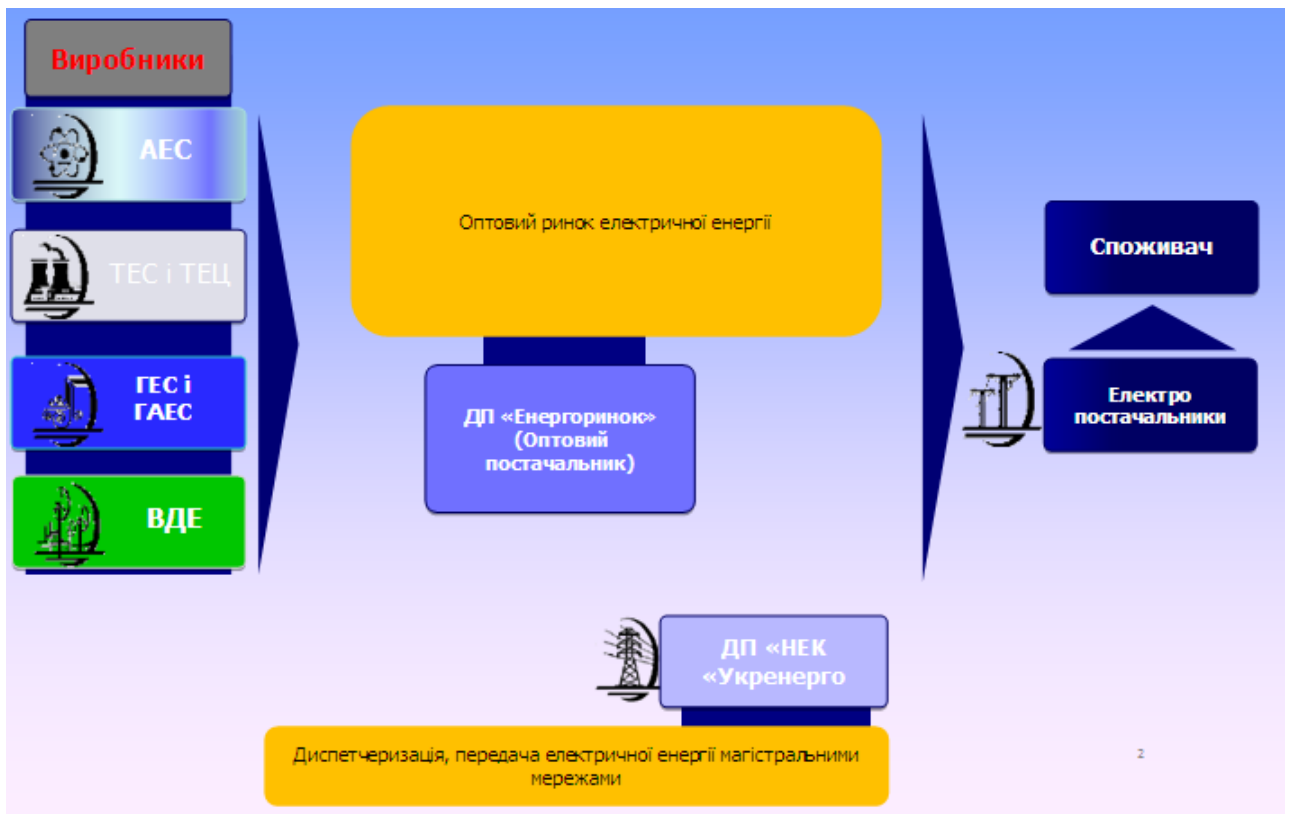 Виробники
АЕС
ТЕС і ТЕЦ
ГЕС і
ГАЕС
ВДЕ
Оптовий ринок електричної енергії
ДП «Енергоринок»
(Оптовий
постачальник)
Споживач
Електро
постачальники
ДП «НЕК
«Укренерго
Диспетчеризація, передача електричної енергії магістральними
мережами
2